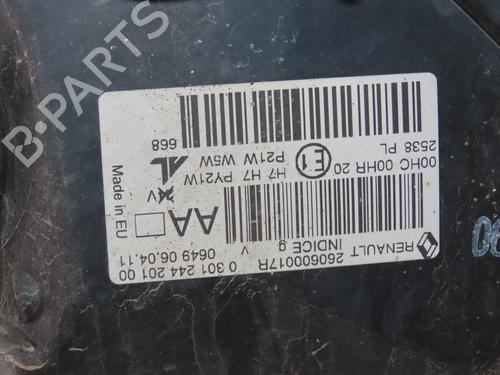 RENAULT
260600017R
INDICE g
v
0 301 244 201 00
0649 06.04.11
AA
Made in EU
V
00HC 00HR 20
2538 PL
E1
H7 H7 PY21W
P21W W5W
AL
668
B-PARTS